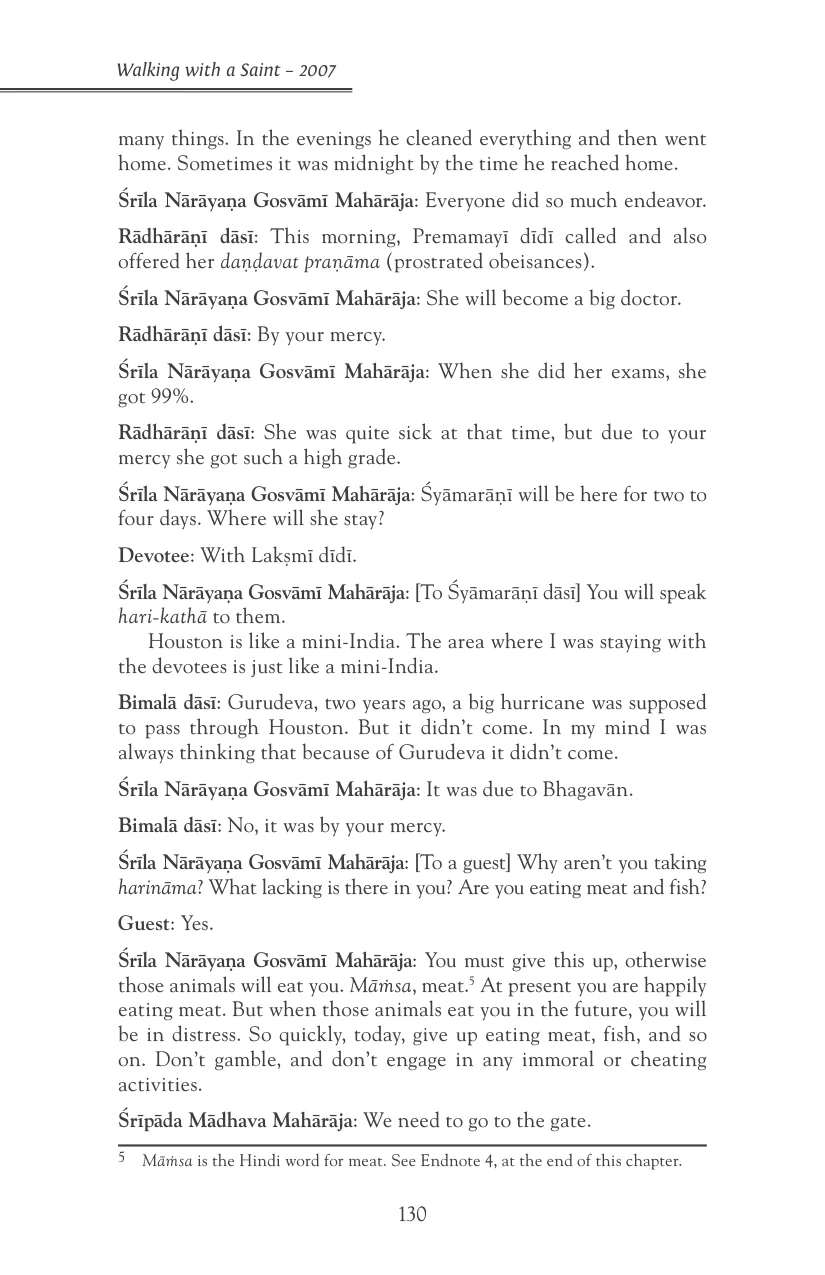 Walking with a Saint – 2007
many things. In the evenings he cleaned everything and then went
home. Sometimes it was midnight by the time he reached home.
Śrīla Nārāyaṇa Gosvāmī Mahārāja: Everyone did so much endeavor.
Rādhārāṇī dāsī: This morning, Premamayī dīdī called and also
offered her daṇḍavat praṇāma (prostrated obeisances).
Śrīla Nārāyaṇa Gosvāmī Mahārāja: She will become a big doctor.
Rādhārāṇī dāsī: By your mercy.
Śrīla Nārāyaṇa Gosvāmī Mahārāja: When she did her exams, she
got 99%.
Rādhārāṇī dāsī: She was quite sick at that time, but due to your
mercy she got such a high grade.
Śrīla Nārāyaṇa Gosvāmī Mahārāja: Śyāmarāṇī will be here for two to
four days. Where will she stay?
Devotee: With Lakṣmī dīdī.
Śrīla Nārāyaṇa Gosvāmī Mahārāja: [To Śyāmarāṇī dāsī] You will speak
hari-kathā to them.
Houston is like a mini-India. The area where I was staying with
the devotees is just like a mini-India.
Bimalā dāsī: Gurudeva, two years ago, a big hurricane was supposed
to pass through Houston. But it didn't come. In my mind I was
always thinking that because of Gurudeva it didn't come.
Śrīla Nārāyaṇa Gosvāmī Mahārāja: It was due to Bhagavān.
Bimalā dāsī: No, it was by your mercy.
Śrīla Nārāyaṇa Gosvāmī Mahārāja: [To a guest] Why aren't you taking
harināma? What lacking is there in you? Are you eating meat and fish?
Guest: Yes.
Śrīla Nārāyaṇa Gosvāmī Mahārāja: You must give this up, otherwise
those animals will eat you. Māṁsa, meat.5 At present you are happily
eating meat. But when those animals eat you in the future, you will
be in distress. So quickly, today, give up eating meat, fish, and so
on. Don't gamble, and don't engage in any immoral or cheating
activities.
Śrīpāda Mādhava Mahārāja: We need to go to the gate.
5 Māṁsa is the Hindi word for meat. See Endnote 4, at the end of this chapter.
130